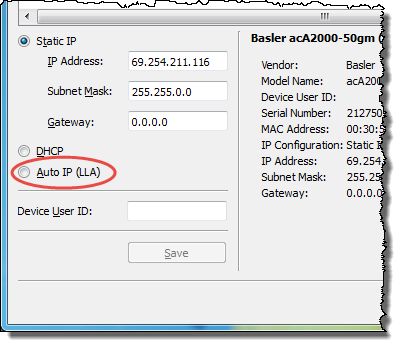 Static IP
IP Address: 69.254.211.116
Subnet Mask: 255.255.0.0
Gateway: 0.0.0.0
DHCP
Auto IP (LLA)
Device User ID:
Save
Basler acA2000-50gm (
Vendor: Basler
Model Name: acA200
Device User ID:
Serial Number: 212750
MAC Address: 00:30:5
IP Configuration: Static I
IP Address: 69.254.
Subnet Mask: 255.25
Gateway: 0.0.0.0